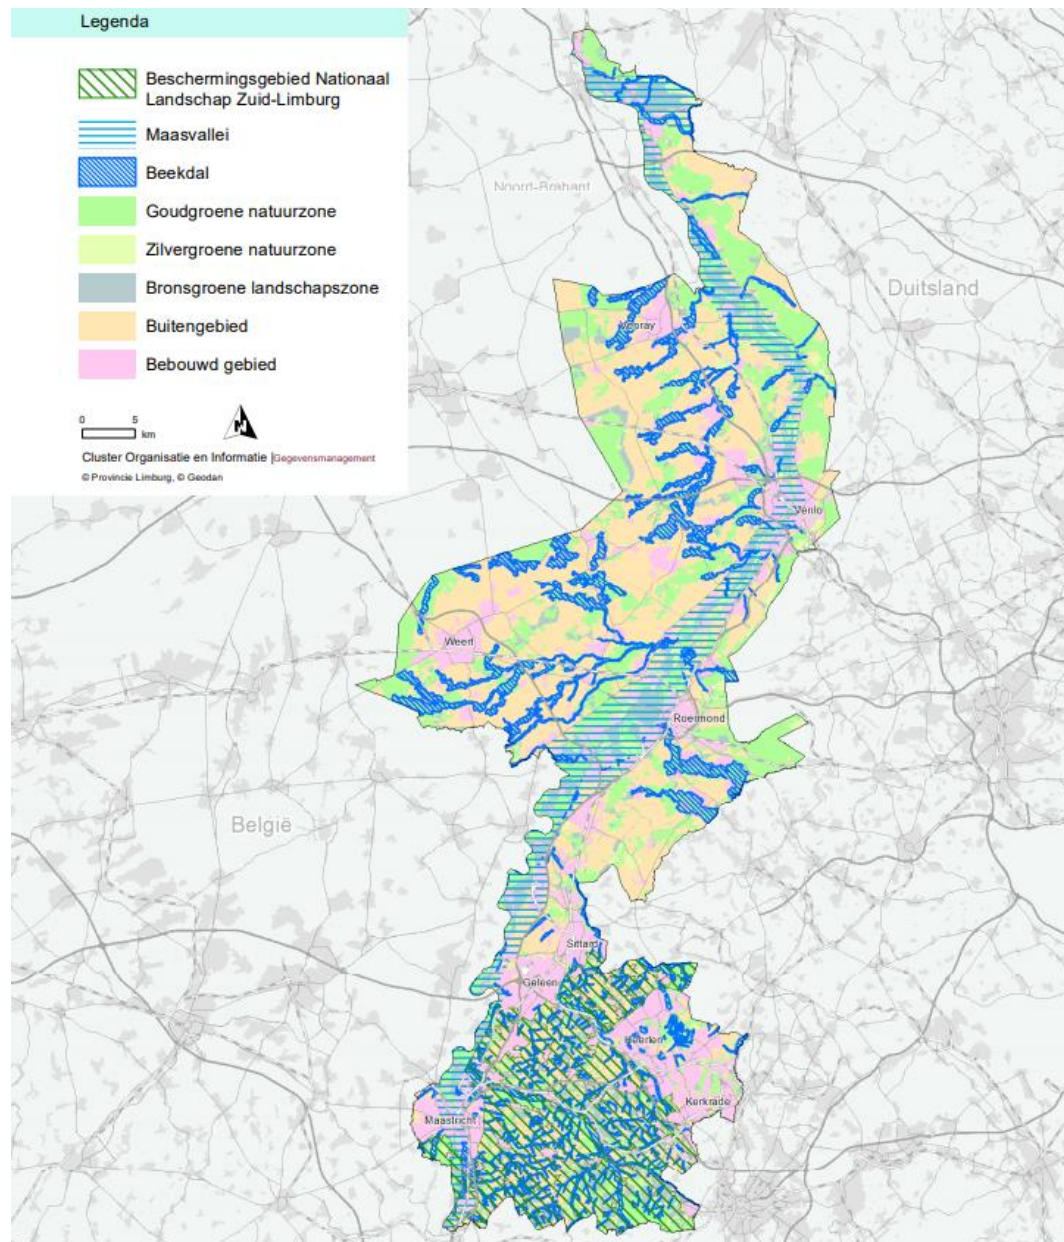 Legenda
Beschermingsgebied Nationaal
Landschap Zuid-Limburg
Maasvallei
Beekdal
Goudgroene natuurzone
Zilvergroene natuurzone
Bronsgroene landschapszone
Buitengebied
Bebouwd gebied
0 5
km
N
Cluster Organisatie en Informatie |Gegevensmanagement
© Provincie Limburg, © Geodan
Noord-Brabant
Duitsland
Venray
Venlo
Weert
Roermond
België
Sittard
Geleen
Heerlen
Kerkrade
Maastricht